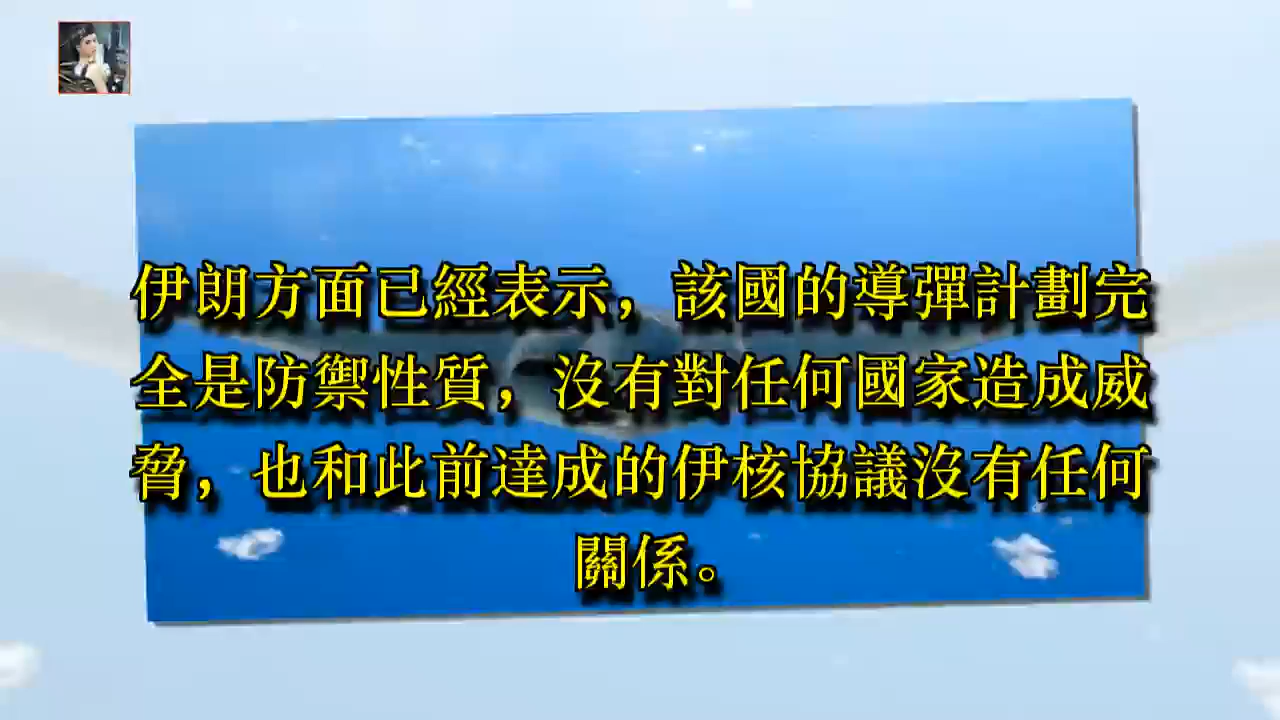 伊朗方面已經表示，該國的導彈計劃完
全是防禦性質，沒有對任何國家造成威
脅，也和此前達成的伊核協議沒有任何
關係。